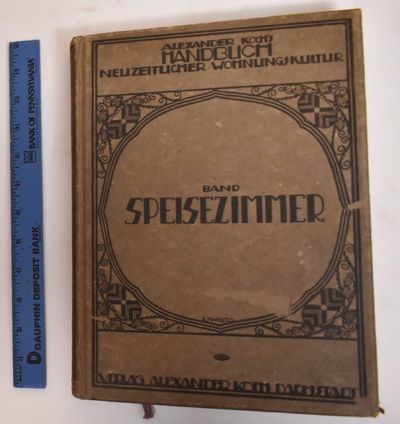 ALEXANDER KOCH'S
HANDBUCH
NEUZEITLICHER WOHNUNGSKULTUR
BAND
SPEISEZIMMER
VERLAG ALEXANDER KOCH DARMSTADT
BANK OF PENNSYLVANIA
DAUPHIN DEPOSIT BANK